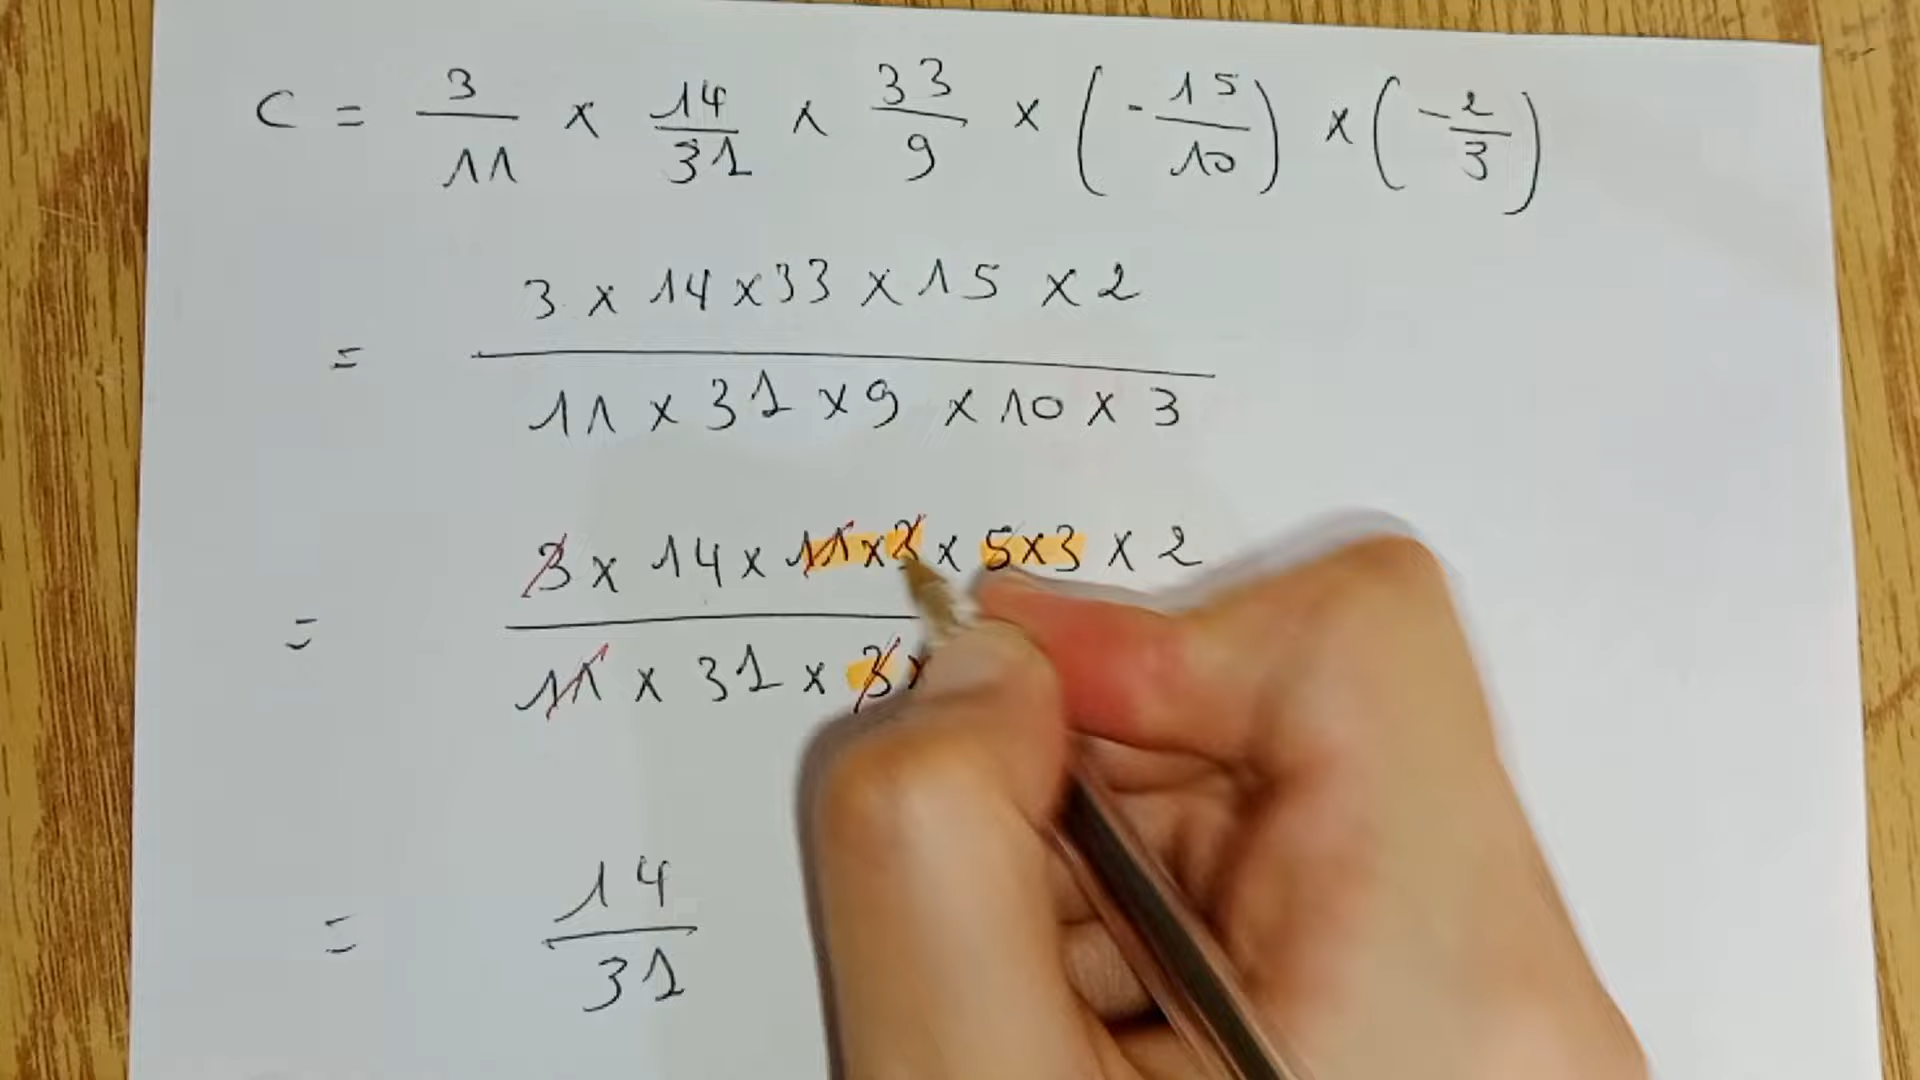 C = 3/11 × 14/31 × 33/9 × (-15/10) × (-2/3)
= 3 × 14 × 33 × 15 × 2 / 11 × 31 × 9 × 10 × 3
= 3 × 14 × 11 × 3 × 5 × 3 × 2 / 11 × 31 × 3 ×
= 14/31